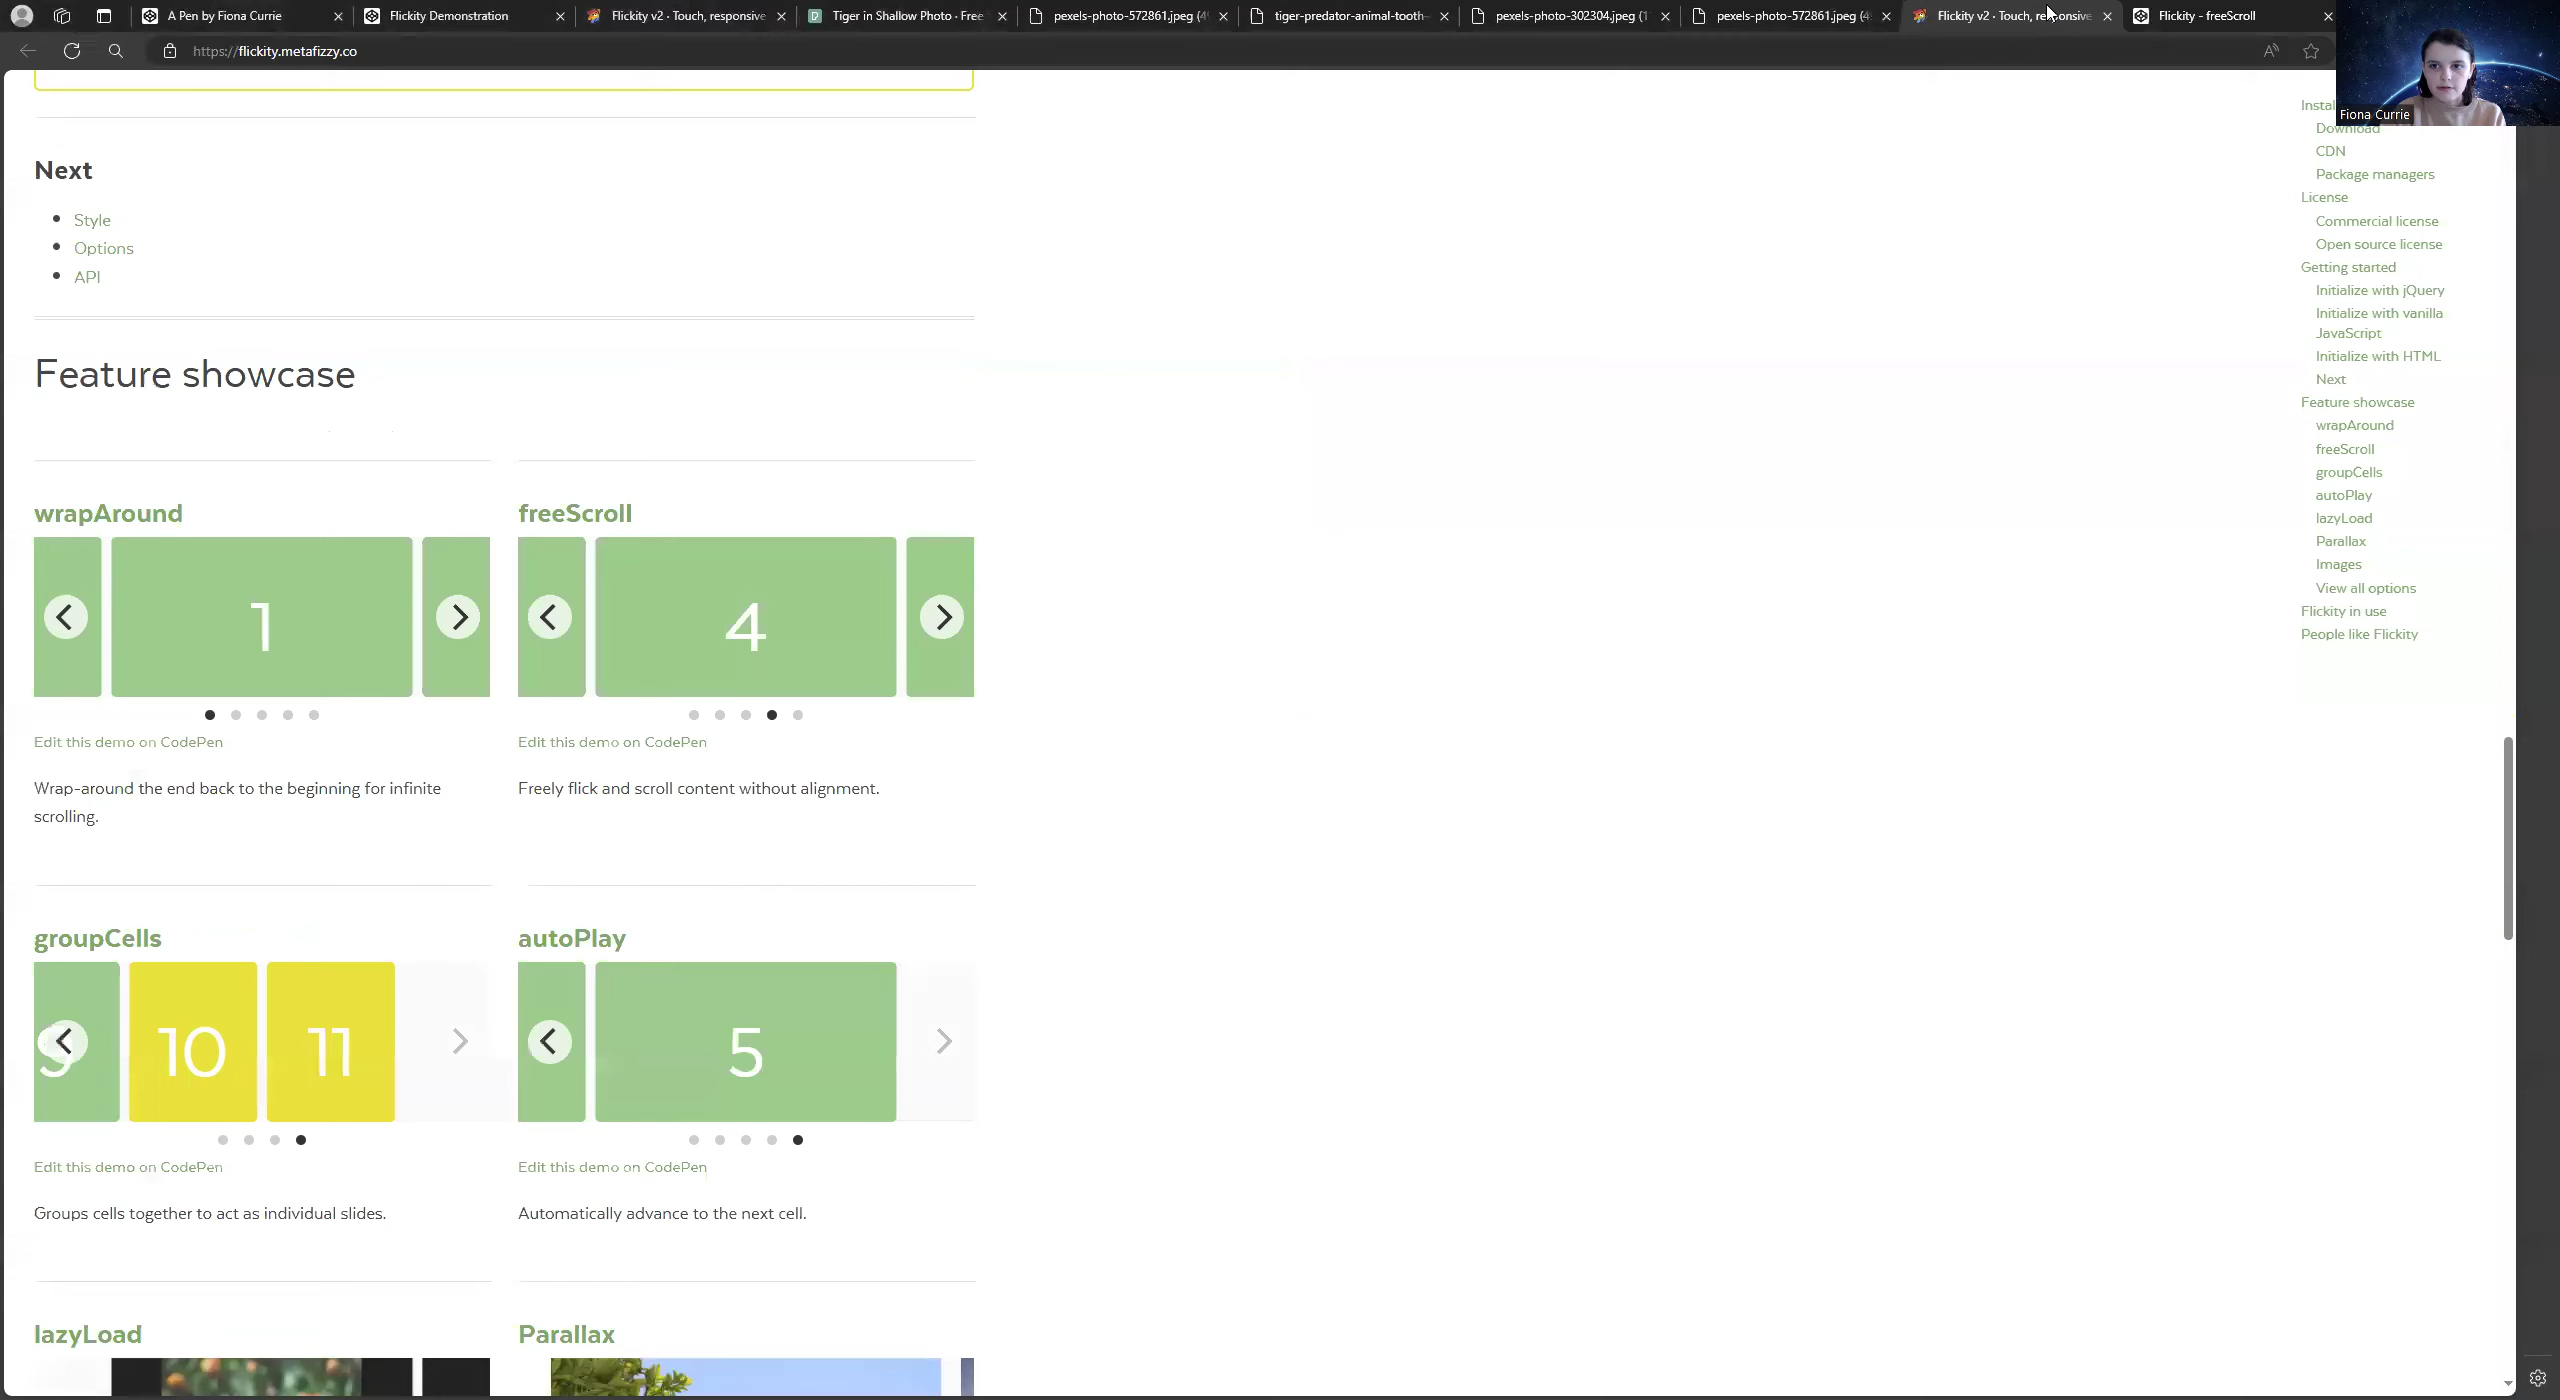 A Pen by Fiona Currie
Flickity Demonstration
Flickity v2 · Touch, responsive
Tiger in Shallow Photo · Free
pexels-photo-572861.jpeg
tiger-predator-animal-tooth-
pexels-photo-302304.jpeg (1
pexels-photo-572861.jpeg
Flickity v2 · Touch, responsive
Flickity - freeScroll
https://flickity.metafizzy.co
Fiona Currie
Next
Style
Options
API
Feature showcase
wrapAround
1
Edit this demo on CodePen
Wrap-around the end back to the beginning for infinite
scrolling.
freeScroll
4
Edit this demo on CodePen
Freely flick and scroll content without alignment.
groupCells
9 10 11
Edit this demo on CodePen
Groups cells together to act as individual slides.
autoPlay
5
Edit this demo on CodePen
Automatically advance to the next cell.
lazyLoad
Parallax
Download
CDN
Package managers
License
Commercial license
Open source license
Getting started
Initialize with jQuery
Initialize with vanilla
JavaScript
Initialize with HTML
Next
Feature showcase
wrapAround
freeScroll
groupCells
autoPlay
lazyLoad
Parallax
Images
View all options
Flickity in use
People like Flickity